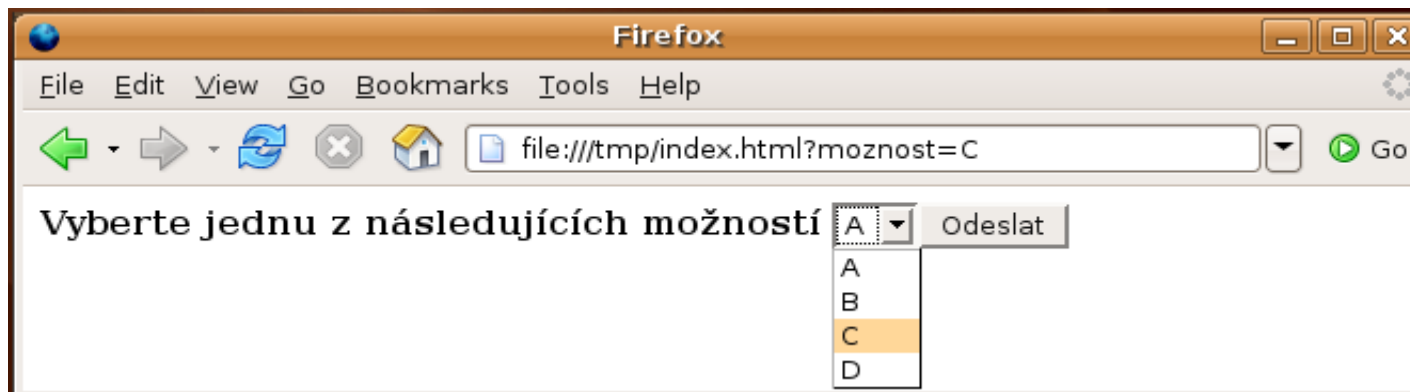 Firefox
File Edit View Go Bookmarks Tools Help
file:///tmp/index.html?moznost=C Go
Vyberte jednu z následujících možností A Odeslat
A
B
C
D